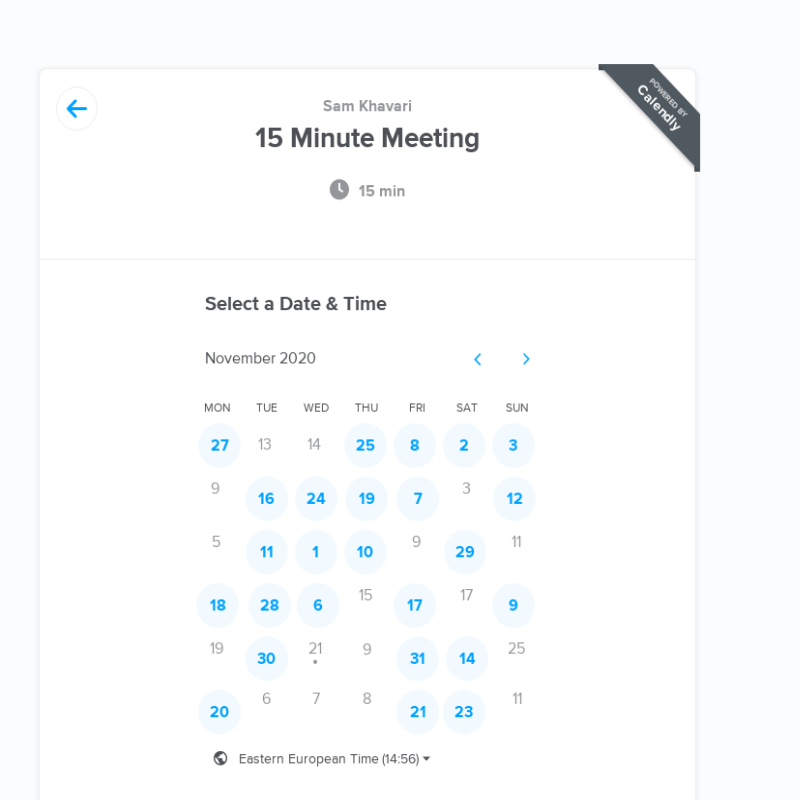 POWERED BY
Calendly
Sam Khavari
15 Minute Meeting
15 min
Select a Date & Time
November 2020
MON TUE WED THU FRI SAT SUN
27 13 14 25 8 2 3
9 16 24 19 7 3 12
5 11 1 10 9 29 11
18 28 6 15 17 17 9
19 30 21 9 31 14 25
20 6 7 8 21 23 11
Eastern European Time (14:56)